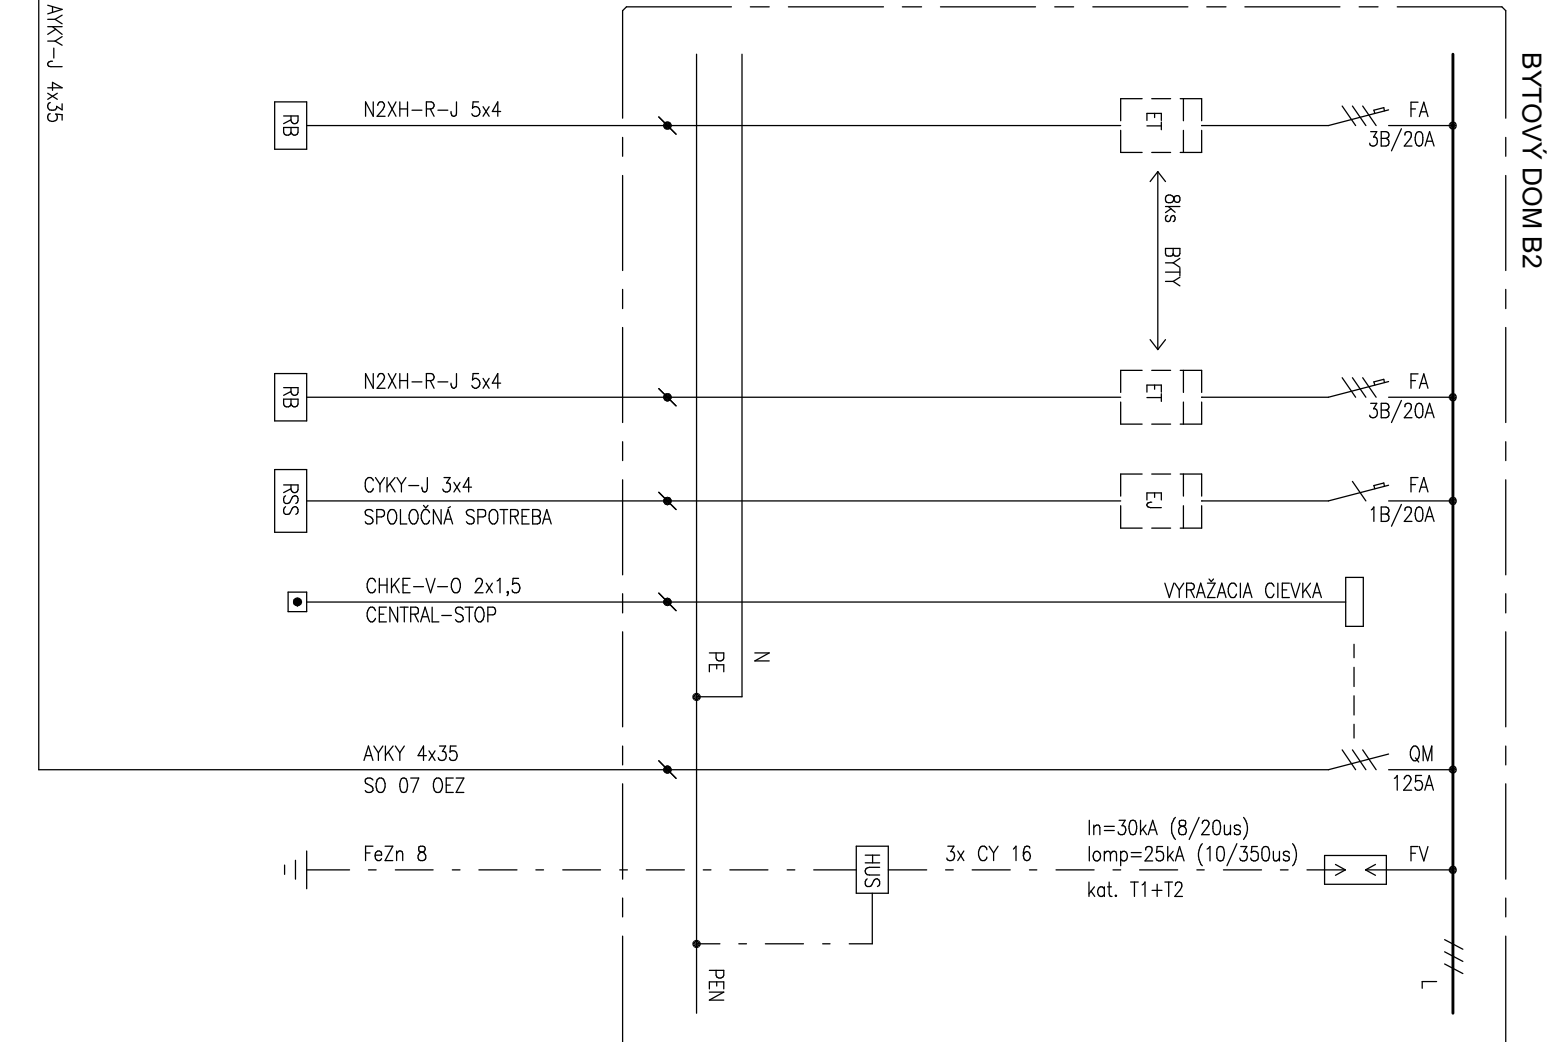 BYTOVÝ DOM B2
AYKY-J 4x35
RB
N2XH-R-J 5x4
ET
FA
3B/20A
8ks BYTY
RB
N2XH-R-J 5x4
ET
FA
3B/20A
RSS
CYKY-J 3x4
SPOLOČNÁ SPOTREBA
EJ
FA
1B/20A
CHKE-V-O 2x1,5
CENTRAL-STOP
VYRAŽACIA CIEVKA
PE
N
AYKY 4x35
SO 07 OEZ
QM
125A
FeZn 8
HUS
3x CY 16
In=30kA (8/20us)
Iomp=25kA (10/350us)
kat. T1+T2
FV
PEN
L